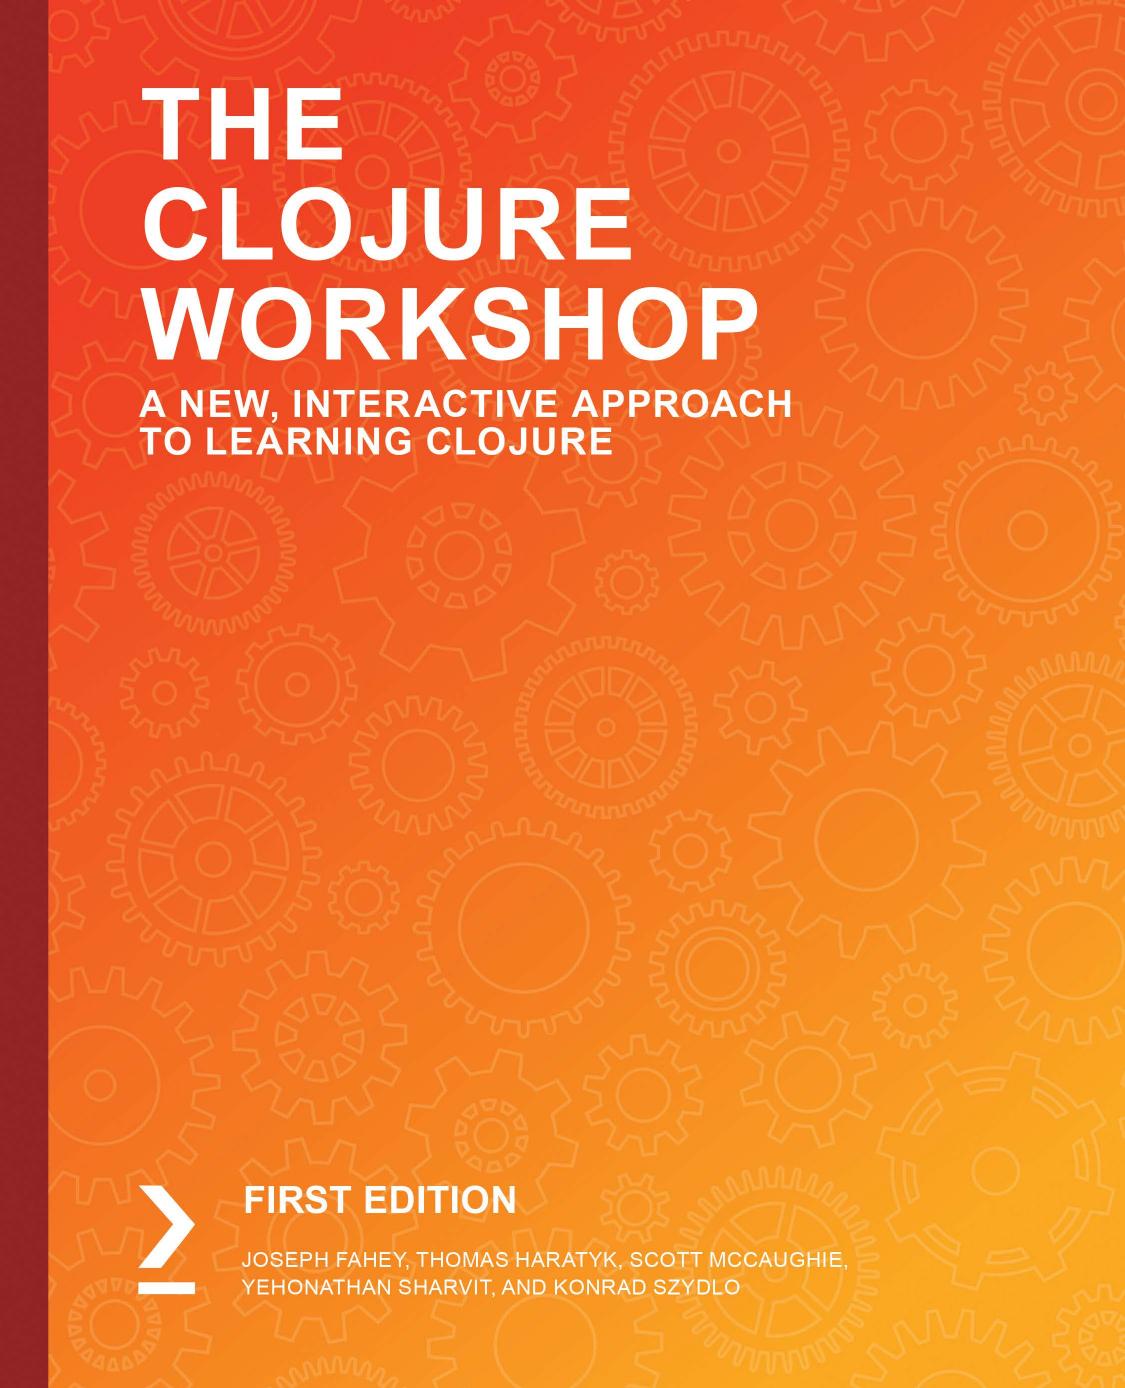 THE
CLOJURE
WORKSHOP
A NEW, INTERACTIVE APPROACH
TO LEARNING CLOJURE
FIRST EDITION
JOSEPH FAHEY, THOMAS HARATYK, SCOTT MCCAUGHIE,
YEHONATHAN SHARVIT, AND KONRAD SZYDLO